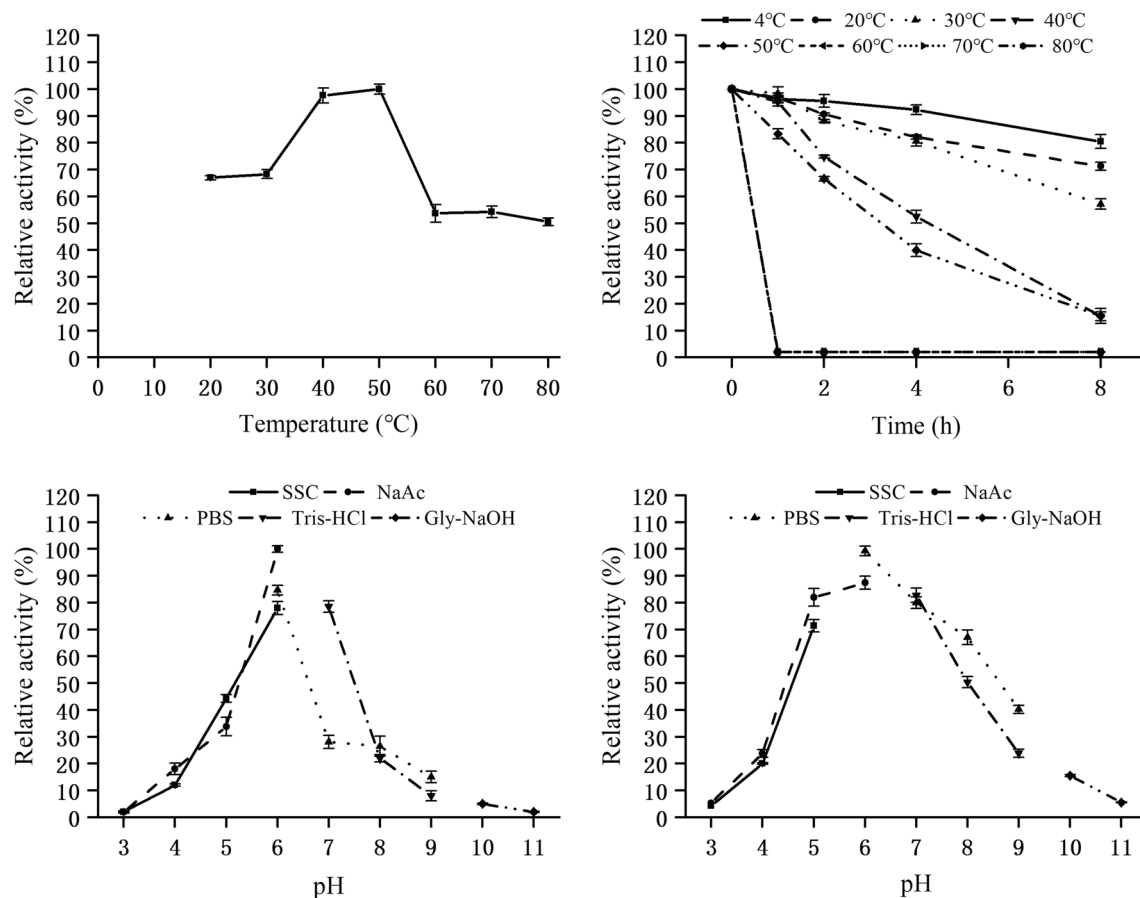 120
110
100
90
80
70
60
50
40
30
20
10
0
Relative activity (%)
0 10 20 30 40 50 60 70 80
Temperature (℃)
4℃ 20℃ 30℃ 40℃
50℃ 60℃ 70℃ 80℃
120
110
100
90
80
70
60
50
40
30
20
10
0
Relative activity (%)
0 2 4 6 8
Time (h)
SSC NaAc
PBS Tris-HCl Gly-NaOH
120
110
100
90
80
70
60
50
40
30
20
10
0
Relative activity (%)
3 4 5 6 7 8 9 10 11
pH
SSC NaAc
PBS Tris-HCl Gly-NaOH
120
110
100
90
80
70
60
50
40
30
20
10
0
Relative activity (%)
3 4 5 6 7 8 9 10 11
pH